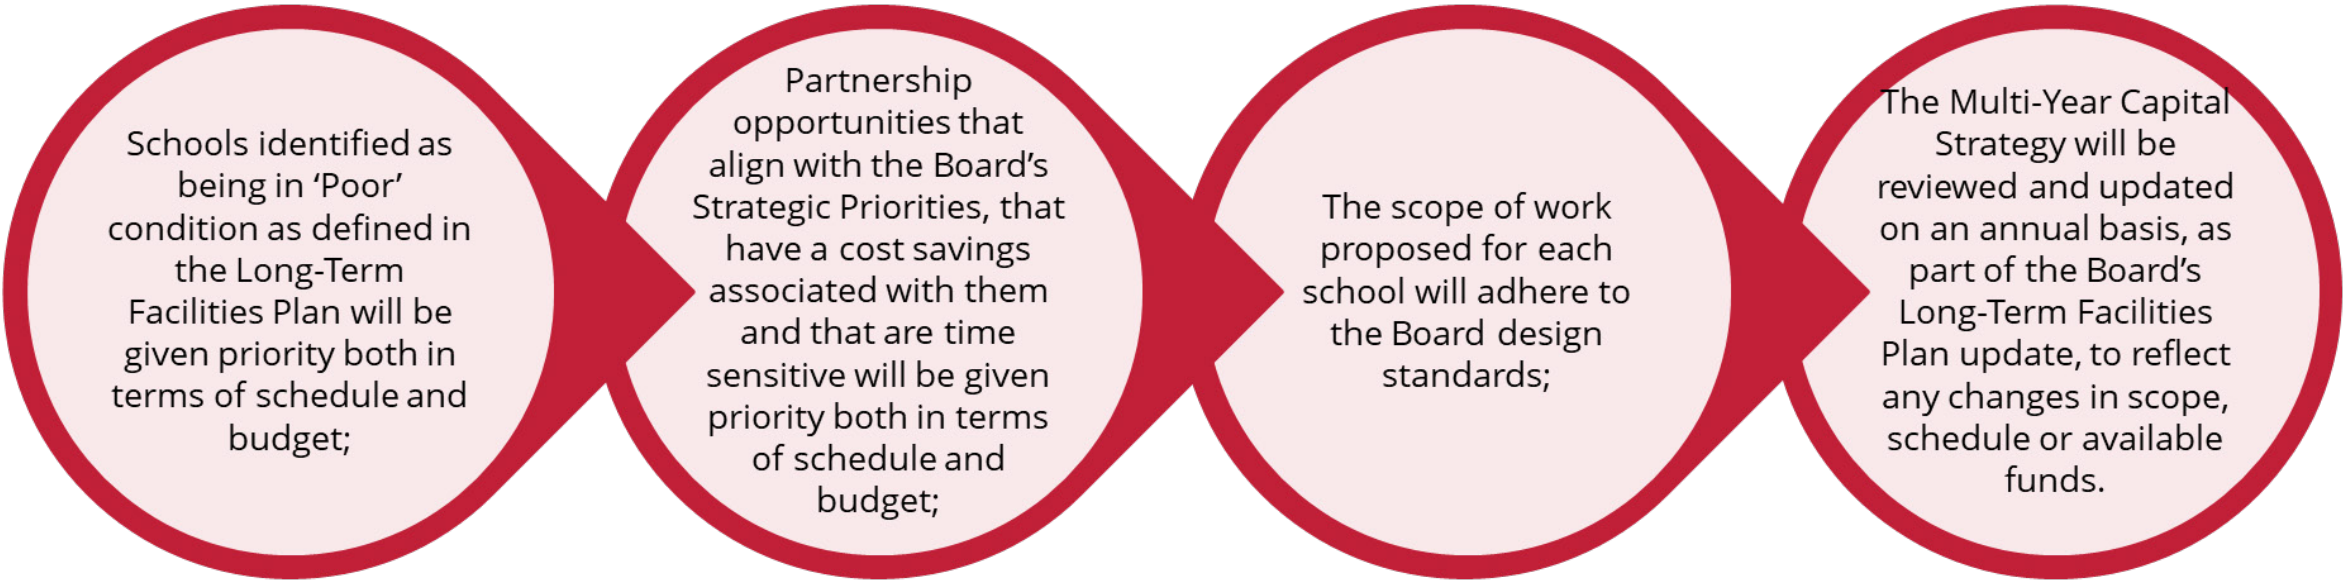 Schools identified as
being in ‘Poor’
condition as defined in
the Long-Term
Facilities Plan will be
given priority both in
terms of schedule and
budget;
Partnership
opportunities that
align with the Board’s
Strategic Priorities, that
have a cost savings
associated with them
and that are time
sensitive will be given
priority both in terms
of schedule and
budget;
The scope of work
proposed for each
school will adhere to
the Board design
standards;
The Multi-Year Capital
Strategy will be
reviewed and updated
on an annual basis, as
part of the Board’s
Long-Term Facilities
Plan update, to reflect
any changes in scope,
schedule or available
funds.